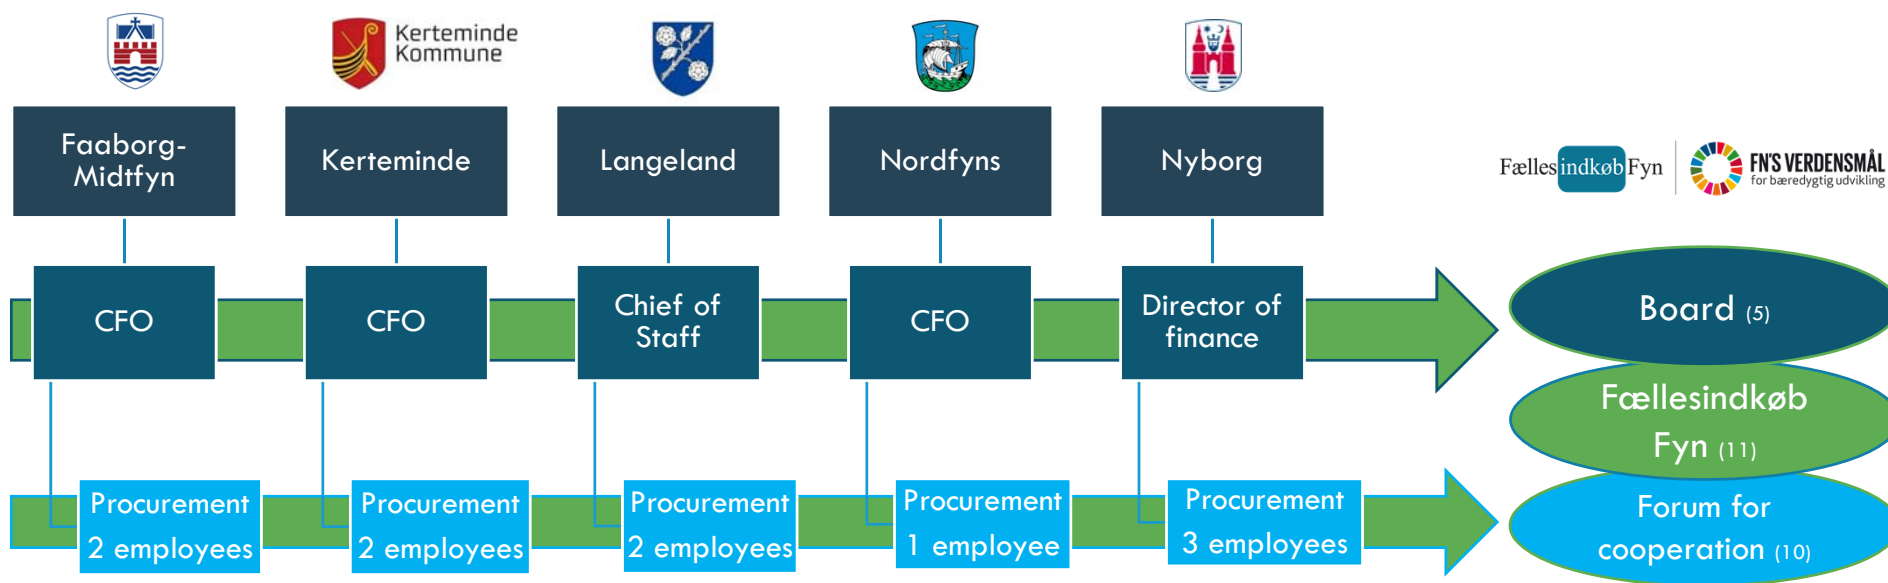 Kerteminde
Kommune
Faaborg-
Midtfyn
Kerteminde
Langeland
Nordfyns
Nyborg
Fælles indkøb Fyn
FN'S VERDENSMÅL
for bæredygtig udvikling
CFO
CFO
Chief of
Staff
CFO
Director of
finance
Board (5)
Fællesindkøb
Fyn (11)
Procurement
2 employees
Procurement
2 employees
Procurement
2 employees
Procurement
1 employee
Procurement
3 employees
Forum for
cooperation (10)